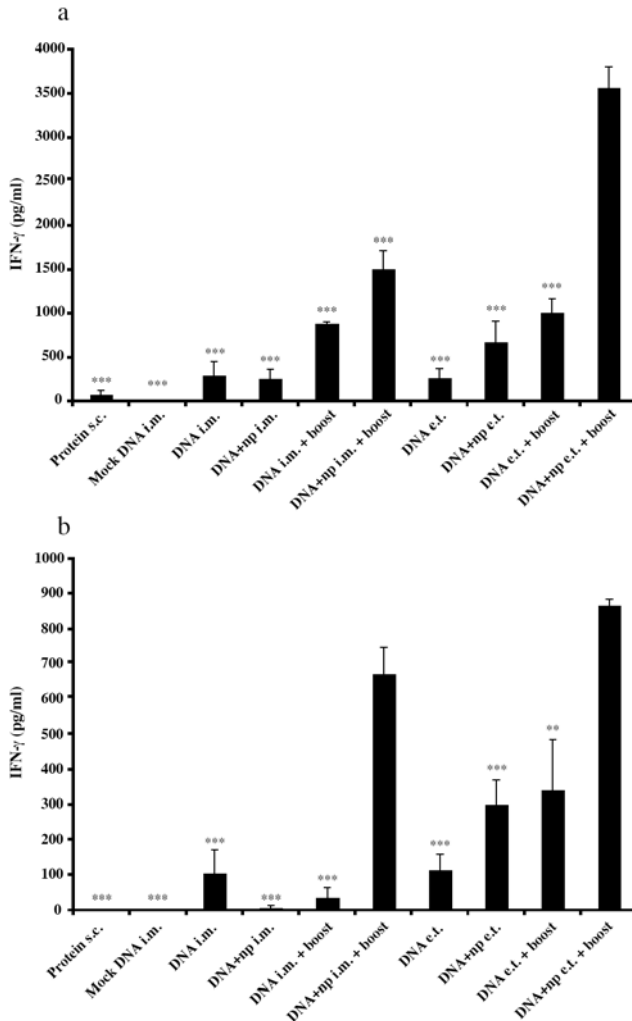 a
4000
3500
3000
2500
2000
1500
1000
500
0
IFN-γ (pg/ml)
***
***
***
***
***
***
***
***
***
Protein s.c.
Mock DNA i.m.
DNA i.m.
DNA+np i.m.
DNA i.m. + boost
DNA+np i.m. + boost
DNA e.t.
DNA+np e.t.
DNA e.t. + boost
DNA+np e.t. + boost
b
1000
900
800
700
600
500
400
300
200
100
0
IFN-γ (pg/ml)
***
***
***
***
***
***
***
**
Protein s.c.
Mock DNA i.m.
DNA i.m.
DNA+np i.m.
DNA i.m. + boost
DNA+np i.m. + boost
DNA e.t.
DNA+np e.t.
DNA e.t. + boost
DNA+np e.t. + boost